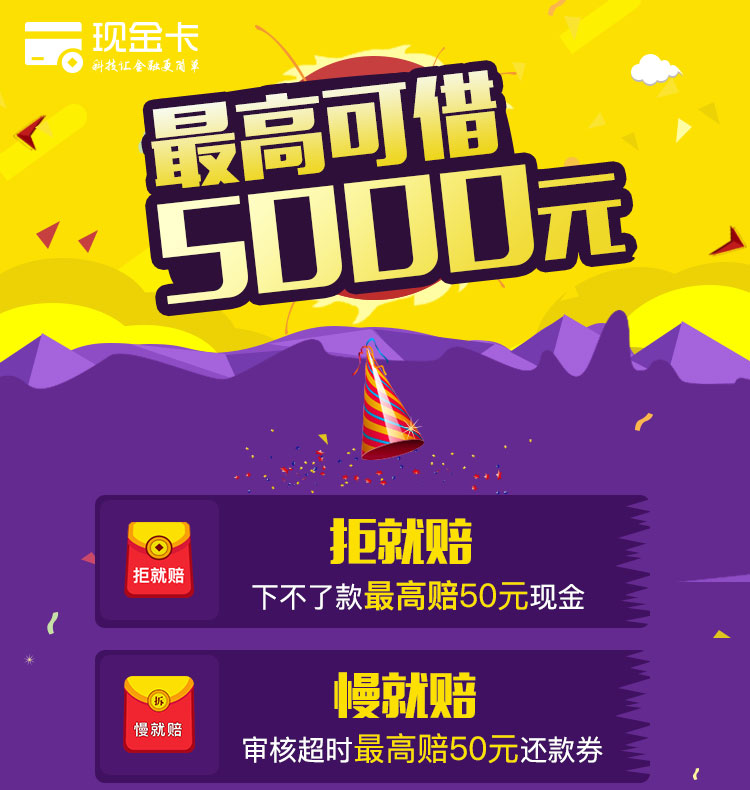 现金卡
科技让金融更简单
最高可借
5000元
拒就赔
拒就赔
下不了款最高赔50元现金
拆
慢就赔
慢就赔
审核超时最高赔50元还款券